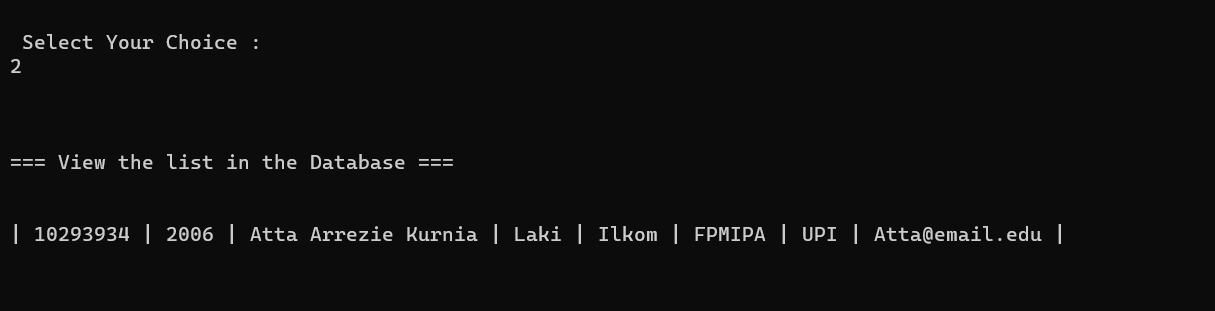 Select Your Choice :
2
=== View the list in the Database ===
| 10293934 | 2006 | Atta Arrezie Kurnia | Laki | Ilkom | FPMIPA | UPI | Atta@email.edu |